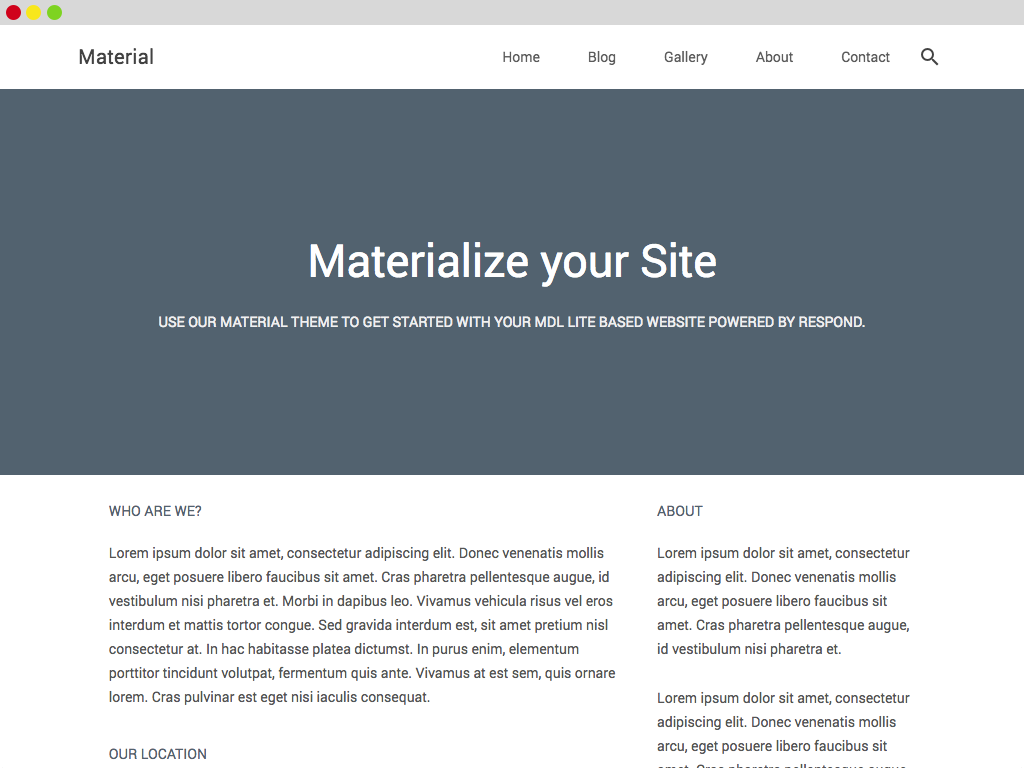 Material
Home Blog Gallery About Contact
Materialize your Site
USE OUR MATERIAL THEME TO GET STARTED WITH YOUR MDL LITE BASED WEBSITE POWERED BY RESPOND.
WHO ARE WE?
Lorem ipsum dolor sit amet, consectetur adipiscing elit. Donec venenatis mollis
arcu, eget posuere libero faucibus sit amet. Cras pharetra pellentesque augue, id
vestibulum nisi pharetra et. Morbi in dapibus leo. Vivamus vehicula risus vel eros
interdum et mattis tortor congue. Sed gravida interdum est, sit amet pretium nisl
consectetur at. In hac habitasse platea dictumst. In purus enim, elementum
porttitor tincidunt volutpat, fermentum quis ante. Vivamus at est sem, quis ornare
lorem. Cras pulvinar est eget nisi iaculis consequat.
OUR LOCATION
ABOUT
Lorem ipsum dolor sit amet, consectetur
adipiscing elit. Donec venenatis mollis
arcu, eget posuere libero faucibus sit
amet. Cras pharetra pellentesque augue,
id vestibulum nisi pharetra et.
Lorem ipsum dolor sit amet, consectetur
adipiscing elit. Donec venenatis mollis
arcu, eget posuere libero faucibus sit